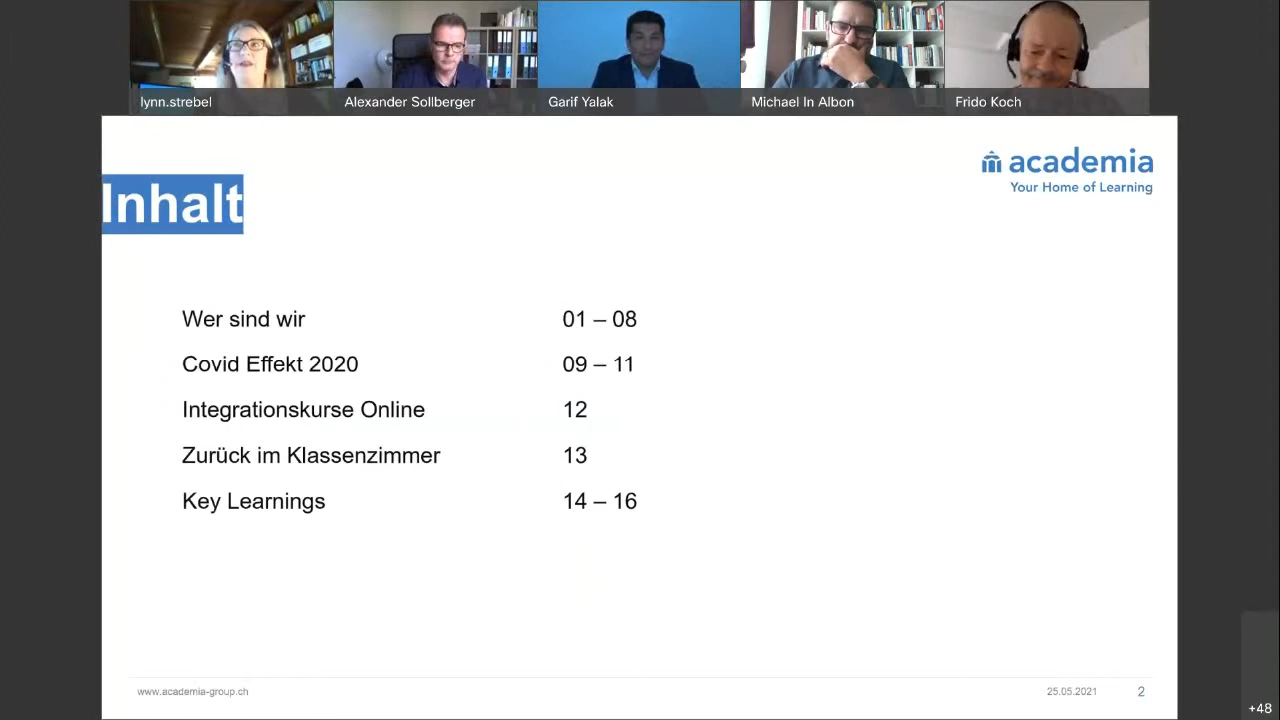 lynn.strebel
Alexander Sollberger
Garif Yalak
Michael In Albon
Frido Koch
academia
Your Home of Learning
Inhalt
Wer sind wir 01 – 08
Covid Effekt 2020 09 – 11
Integrationskurse Online 12
Zurück im Klassenzimmer 13
Key Learnings 14 – 16
www.academia-group.ch 25.05.2021 2
+48